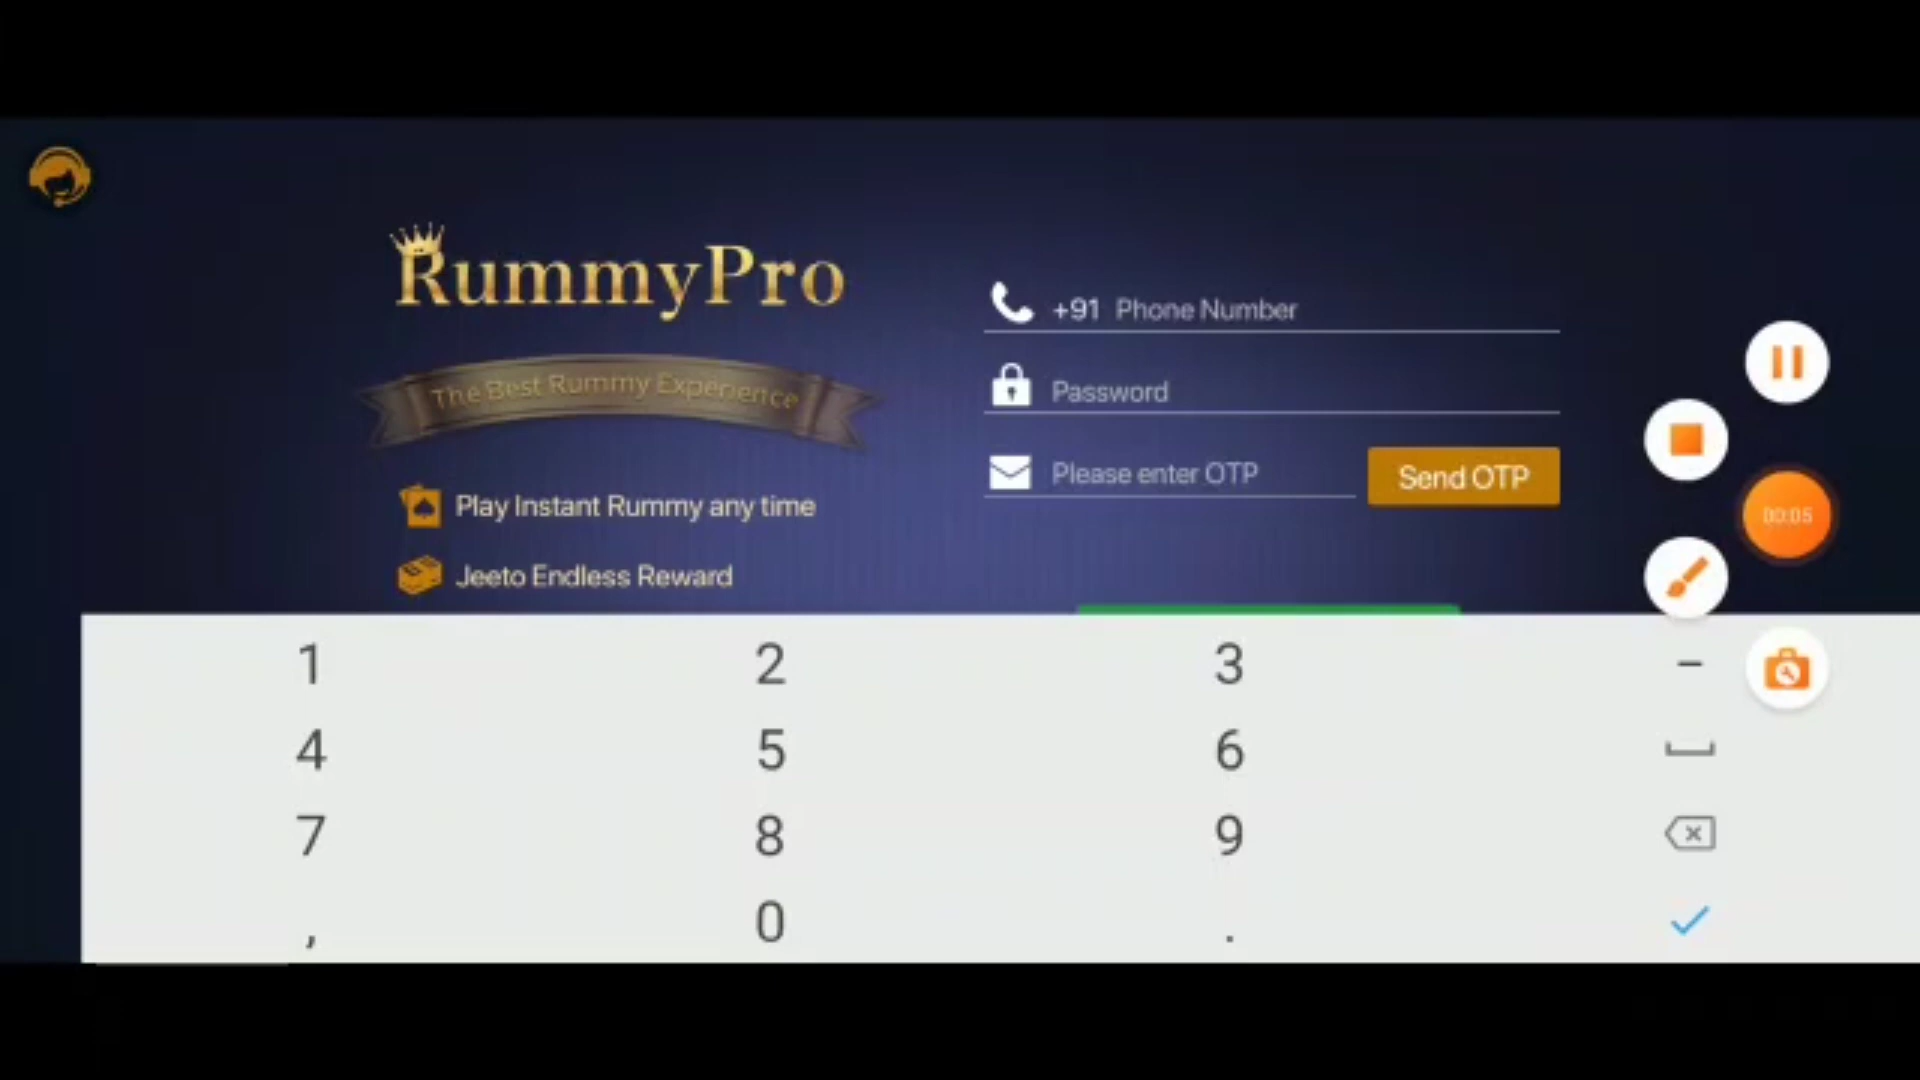 RummyPro
The Best Rummy Experience
Play Instant Rummy any time
Jeeto Endless Reward
+91 Phone Number
Password
Please enter OTP
Send OTP
00:05
1 2 3 -
4 5 6
7 8 9
, 0 .